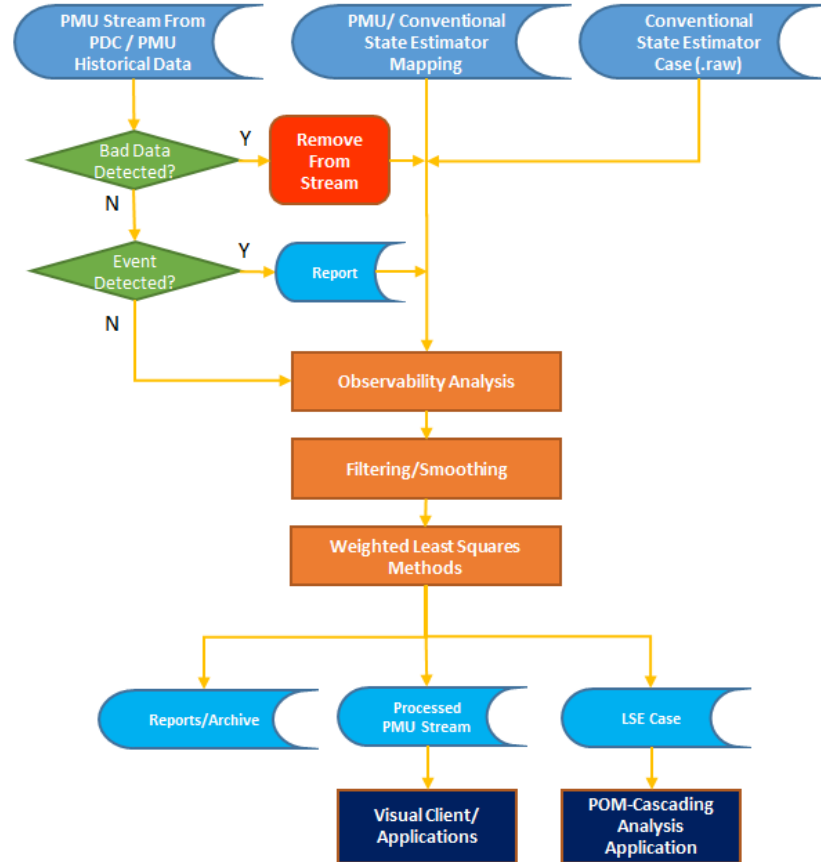 PMU Stream From
PDC / PMU
Historical Data
PMU/ Conventional
State Estimator
Mapping
Conventional
State Estimator
Case (.raw)
Bad Data
Detected?
Y
Remove
From
Stream
N
Event
Detected?
Y
Report
N
Observability Analysis
Filtering/Smoothing
Weighted Least Squares
Methods
Reports/Archive
Processed
PMU Stream
LSE Case
Visual Client/
Applications
POM-Cascading
Analysis
Application